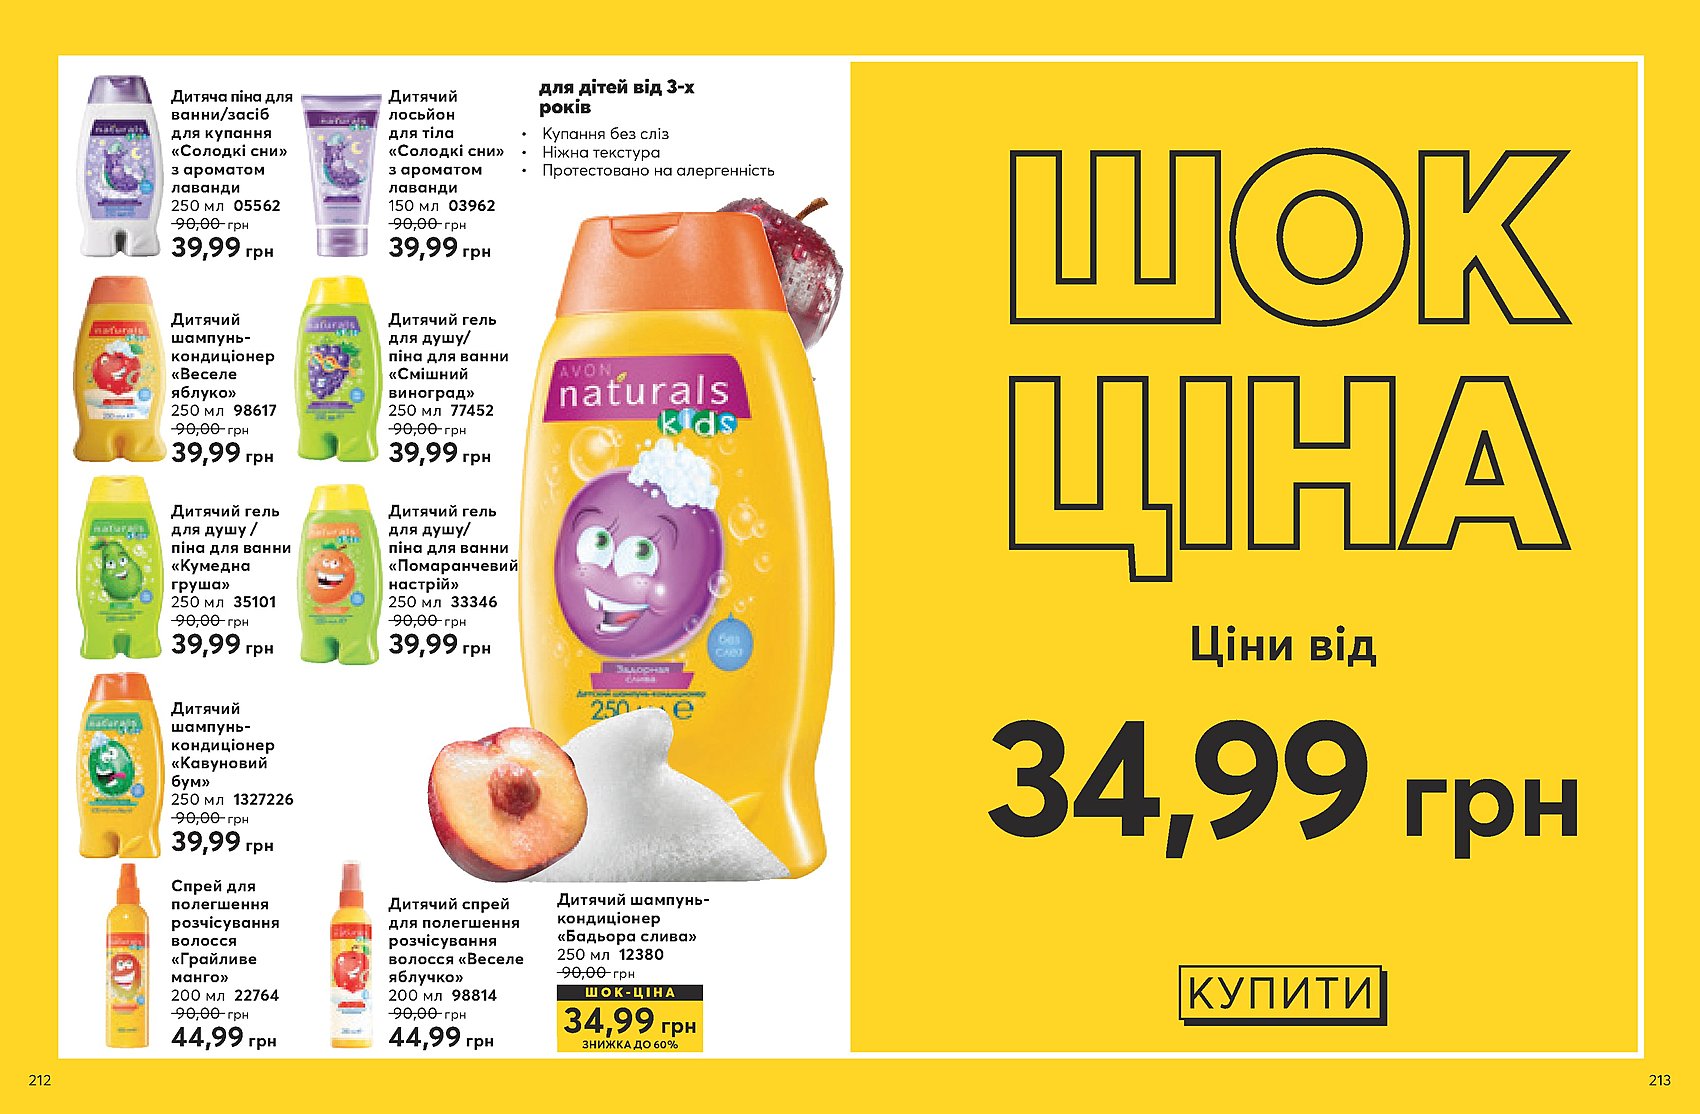 Дитяча піна для
ванни/засіб
для купання
«Солодкі сни»
з ароматом
лаванди
250 мл 05562
90,00 грн
39,99 грн
Дитячий
лосьйон
для тіла
«Солодкі сни»
з ароматом
лаванди
150 мл 03962
90,00 грн
39,99 грн
для дітей від 3-х
років
• Купання без сліз
• Ніжна текстура
• Протестовано на алергенність
Дитячий
шампунь-
кондиціонер
«Веселе
яблуко»
250 мл 98617
90,00 грн
39,99 грн
Дитячий гель
для душу/
піна для ванни
«Смішний
виноград»
250 мл 77452
90,00 грн
39,99 грн
Дитячий гель
для душу /
піна для ванни
«Кумедна
груша»
250 мл 35101
90,00 грн
39,99 грн
Дитячий гель
для душу/
піна для ванни
«Помаранчевий
настрій»
250 мл 33346
90,00 грн
39,99 грн
Дитячий
шампунь-
кондиціонер
«Кавуновий
бум»
250 мл 1327226
90,00 грн
39,99 грн
Спрей для
полегшення
розчісування
волосся
«Грайливе
манго»
200 мл 22764
90,00 грн
44,99 грн
Дитячий спрей
для полегшення
розчісування
волосся «Веселе
яблучко»
200 мл 98814
90,00 грн
44,99 грн
AVON
naturals
kids
без
слез
Задорная
слива
Детский шампунь-кондиционер
250 мл e
Дитячий шампунь-
кондиціонер
«Бадьора слива»
250 мл 12380
90,00 грн
ШОК-ЦІНА
34,99 грн
ЗНИЖКА ДО 60%
ШОК
ЦІНА
Ціни від
34,99 грн
КУПИТИ
212
213